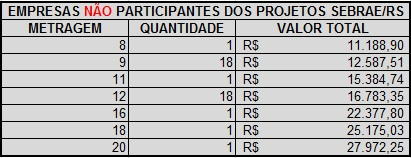 EMPRESAS NÃO PARTICIPANTES DOS PROJETOS SEBRAE/RS
METRAGEM QUANTIDADE VALOR TOTAL
8 1 R$ 11.188,90
9 18 R$ 12.587,51
11 1 R$ 15.384,74
12 18 R$ 16.783,35
16 1 R$ 22.377,80
18 1 R$ 25.175,03
20 1 R$ 27.972,25